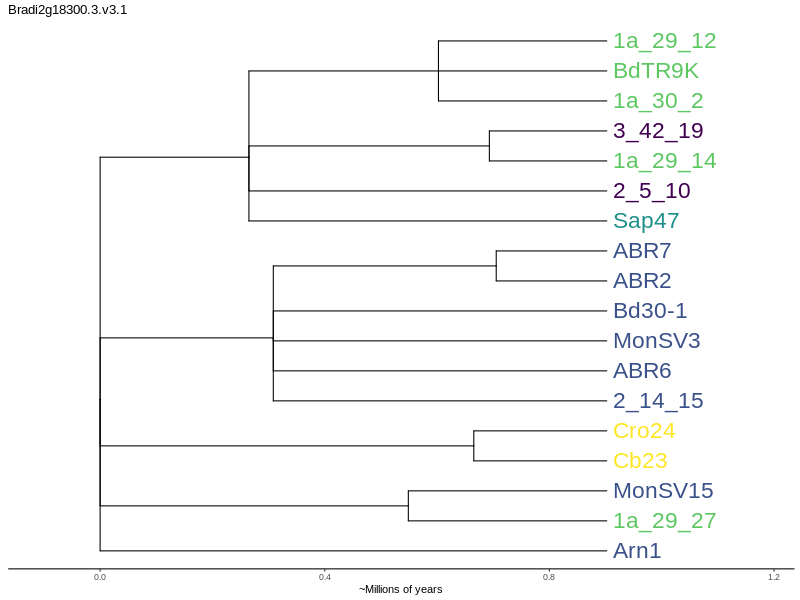 Bradi2g18300.3.v3.1
1a_29_12
BdTR9K
1a_30_2
3_42_19
1a_29_14
2_5_10
Sap47
ABR7
ABR2
Bd30-1
MonSV3
ABR6
2_14_15
Cro24
Cb23
MonSV15
1a_29_27
Arn1
0.0 0.4 0.8 1.2
~Millions of years